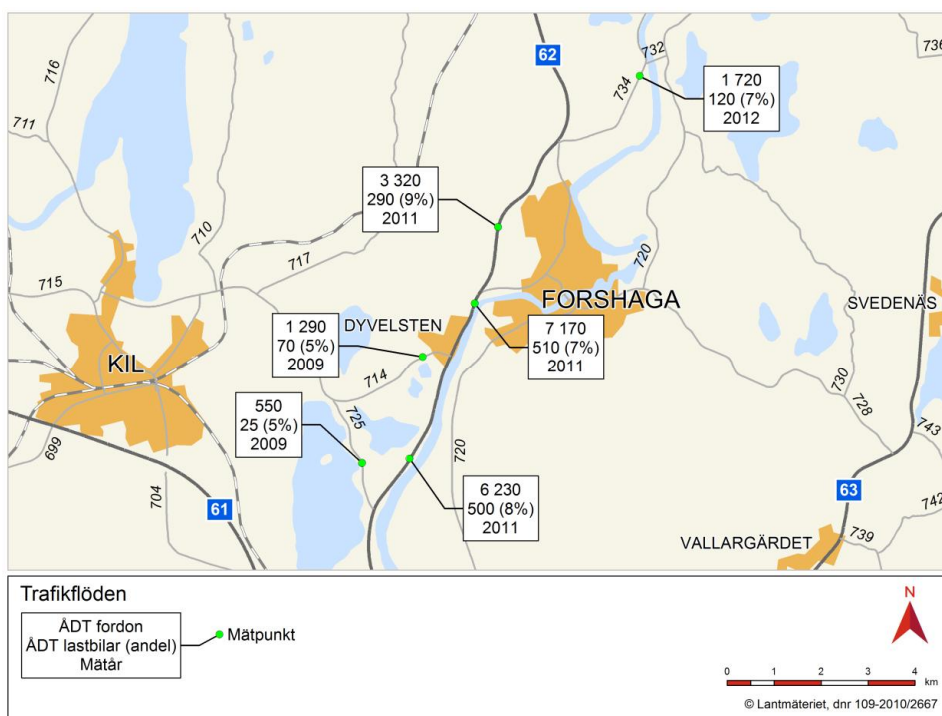 716
62
732
736
734
1 720
120 (7%)
2012
711
3 320
290 (9%)
2011
710
717
720
715
FORSHAGA
SVEDENÄS
1 290
70 (5%)
2009
DYVELSTEN
7 170
510 (7%)
2011
KIL
714
730
728
550
25 (5%)
2009
725
720
743
699
704
61
6 230
500 (8%)
2011
63
742
VALLARGÄRDET
739
Trafikflöden
ÅDT fordon
ÅDT lastbilar (andel)
Mätår
Mätpunkt
N
0 1 2 3 4
km
© Lantmäteriet, dnr 109-2010/2667